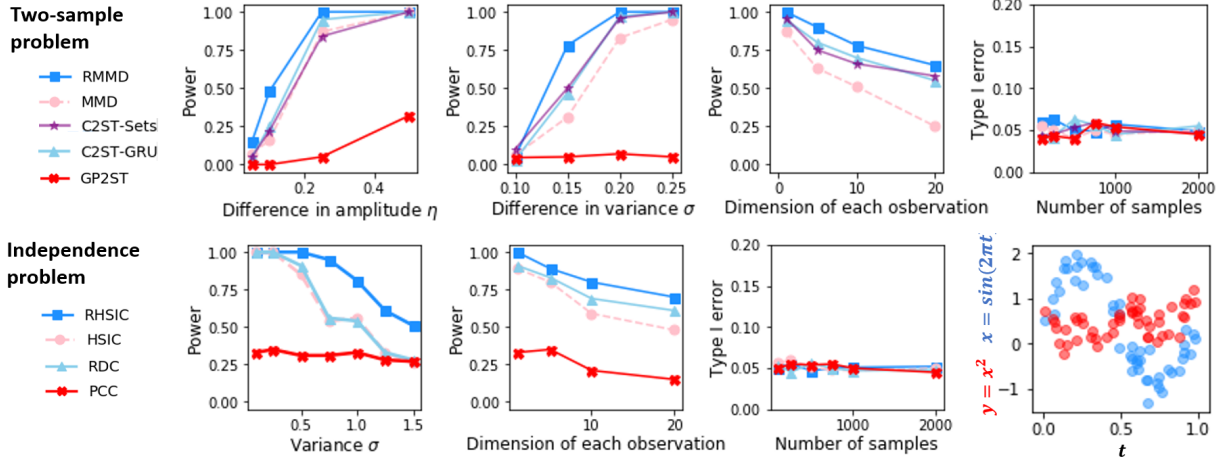 Two-sample
problem
RMMD
MMD
C2ST-Sets
C2ST-GRU
GP2ST
Power
1.00
0.75
0.50
0.25
0.00
0.2 0.4
Difference in amplitude η
Power
1.00
0.75
0.50
0.25
0.00
0.10 0.15 0.20 0.25
Difference in variance σ
Power
1.00
0.75
0.50
0.25
0.00
0 10 20
Dimension of each osbervation
Type I error
0.20
0.15
0.10
0.05
0.00
1000 2000
Number of samples
Independence
problem
RHSIC
HSIC
RDC
PCC
Power
1.00
0.75
0.50
0.25
0.00
0.5 1.0 1.5
Variance σ
Power
1.00
0.75
0.50
0.25
0.00
10 20
Dimension of each observation
Type I error
0.20
0.15
0.10
0.05
0.00
1000 2000
Number of samples
y = x² x = sin(2πt)
2
1
0
−1
0.0 0.5 1.0
t